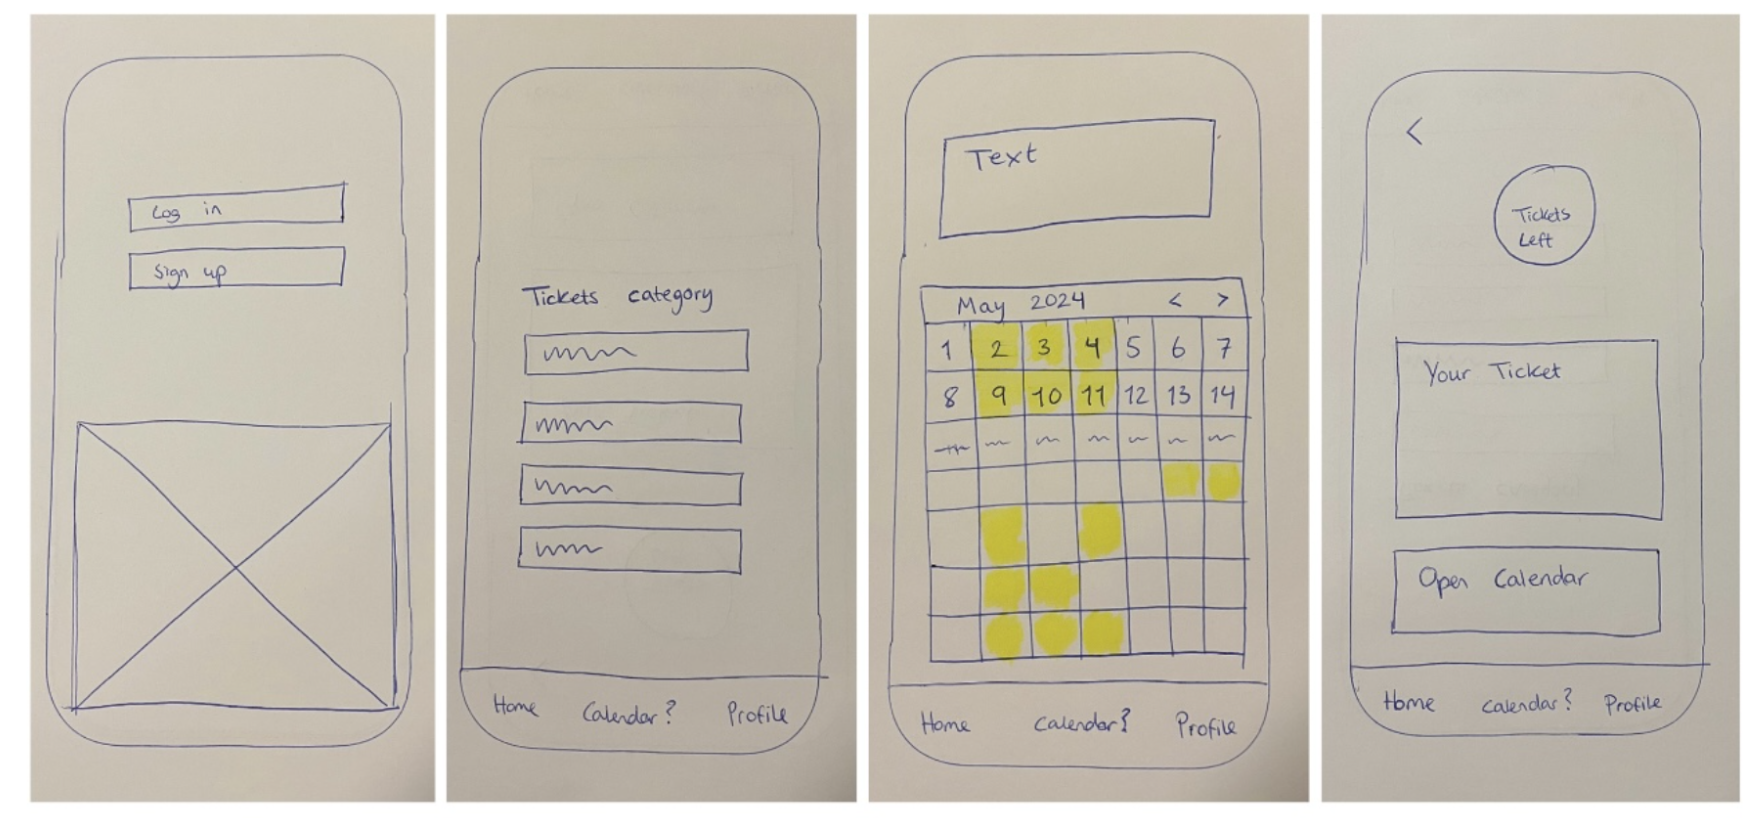 Log in
Sign up
Tickets category
Home Calendar? Profile
Text
May 2024 < >
1 2 3 4 5 6 7
8 9 10 11 12 13 14
Home Calendar? Profile
<
Tickets
Left
Your Ticket
Open Calendar
Home Calendar? Profile